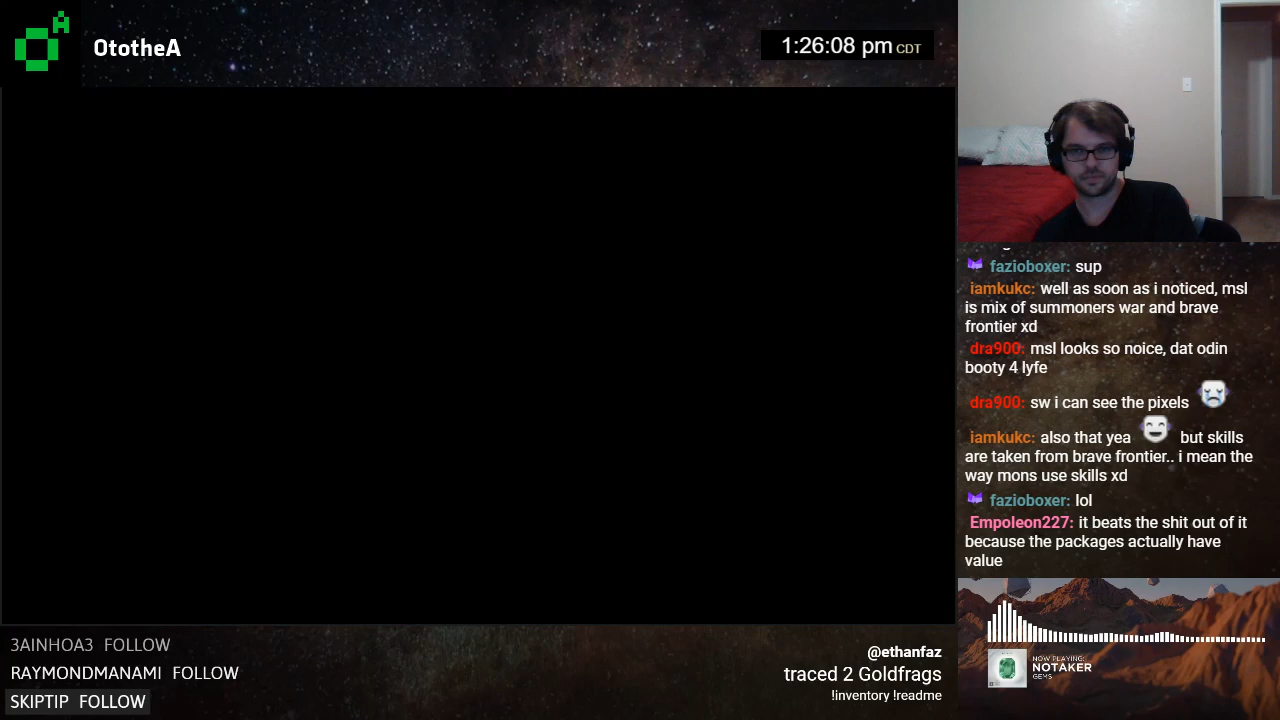 OtotheA
1:26:08 pm CDT
fazioboxer: sup
iamkukc: well as soon as i noticed, msl
is mix of summoners war and brave
frontier xd
dra900: msl looks so noice, dat odin
booty 4 lyfe
dra900: sw i can see the pixels
iamkukc: also that yea but skills
are taken from brave frontier.. i mean the
way mons use skills xd
fazioboxer: lol
Empoleon227: it beats the shit out of it
because the packages actually have
value
NOW PLAYING:
NOTAKER
GEMS
3AINHOA3 FOLLOW
RAYMONDMANAMI FOLLOW
SKIPTIP FOLLOW
@ethanfaz
traced 2 Goldfrags
!inventory !readme